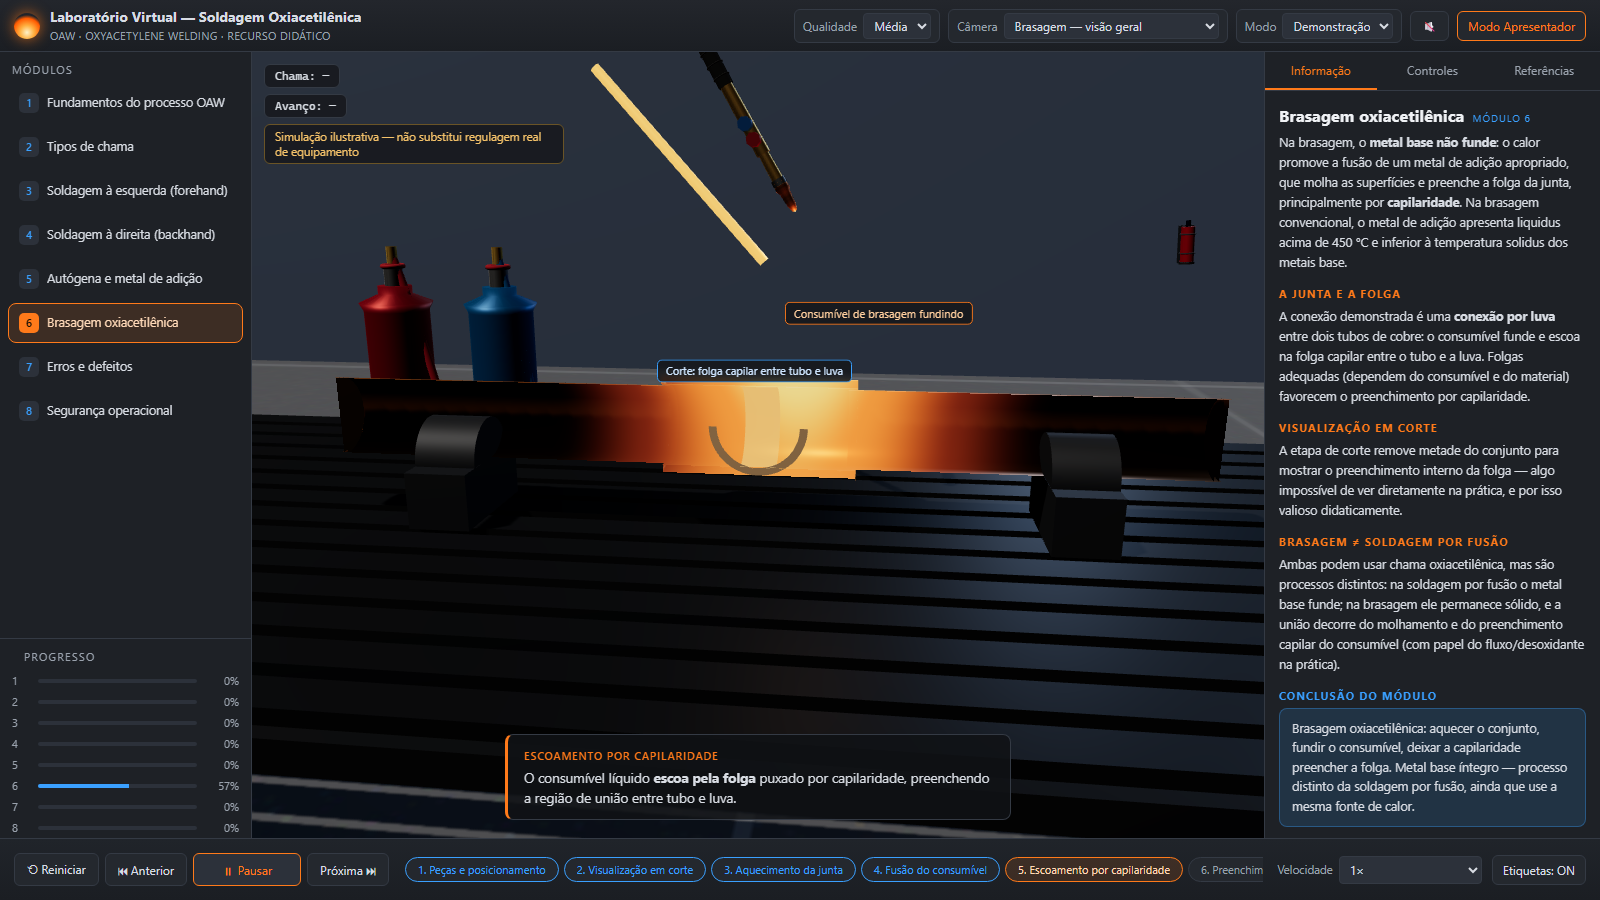 Laboratório Virtual — Soldagem Oxiacetilênica
OAW · OXYACETYLENE WELDING · RECURSO DIDÁTICO
Qualidade
Média
Câmera
Brasagem — visão geral
Modo
Demonstração
Modo Apresentador
MÓDULOS
1 Fundamentos do processo OAW
2 Tipos de chama
3 Soldagem à esquerda (forehand)
4 Soldagem à direita (backhand)
5 Autógena e metal de adição
6 Brasagem oxiacetilênica
7 Erros e defeitos
8 Segurança operacional
PROGRESSO
1 0%
2 0%
3 0%
4 0%
5 0%
6 57%
7 0%
8 0%
Chama: —
Avanço: —
Simulação ilustrativa — não substitui regulagem real
de equipamento
Consumível de brasagem fundindo
Corte: folga capilar entre tubo e luva
ESCOAMENTO POR CAPILARIDADE
O consumível líquido escoa pela folga puxado por capilaridade, preenchendo
a região de união entre tubo e luva.
Informação
Controles
Referências
Brasagem oxiacetilênica MÓDULO 6
Na brasagem, o metal base não funde: o calor
promove a fusão de um metal de adição apropriado,
que molha as superfícies e preenche a folga da junta,
principalmente por capilaridade. Na brasagem
convencional, o metal de adição apresenta liquidus
acima de 450 °C e inferior à temperatura solidus dos
metais base.
A JUNTA E A FOLGA
A conexão demonstrada é uma conexão por luva
entre dois tubos de cobre: o consumível funde e escoa
na folga capilar entre o tubo e a luva. Folgas
adequadas (dependem do consumível e do material)
favorecem o preenchimento por capilaridade.
VISUALIZAÇÃO EM CORTE
A etapa de corte remove metade do conjunto para
mostrar o preenchimento interno da folga — algo
impossível de ver diretamente na prática, e por isso
valioso didaticamente.
BRASAGEM ≠ SOLDAGEM POR FUSÃO
Ambas podem usar chama oxiacetilênica, mas são
processos distintos: na soldagem por fusão o metal
base funde; na brasagem ele permanece sólido, e a
união decorre do molhamento e do preenchimento
capilar do consumível (com papel do fluxo/desoxidante
na prática).
CONCLUSÃO DO MÓDULO
Brasagem oxiacetilênica: aquecer o conjunto,
fundir o consumível, deixar a capilaridade
preencher a folga. Metal base íntegro — processo
distinto da soldagem por fusão, ainda que use a
mesma fonte de calor.
Reiniciar
Anterior
Pausar
Próxima
1. Peças e posicionamento
2. Visualização em corte
3. Aquecimento da junta
4. Fusão do consumível
5. Escoamento por capilaridade
6. Preenchim
Velocidade
1×
Etiquetas: ON